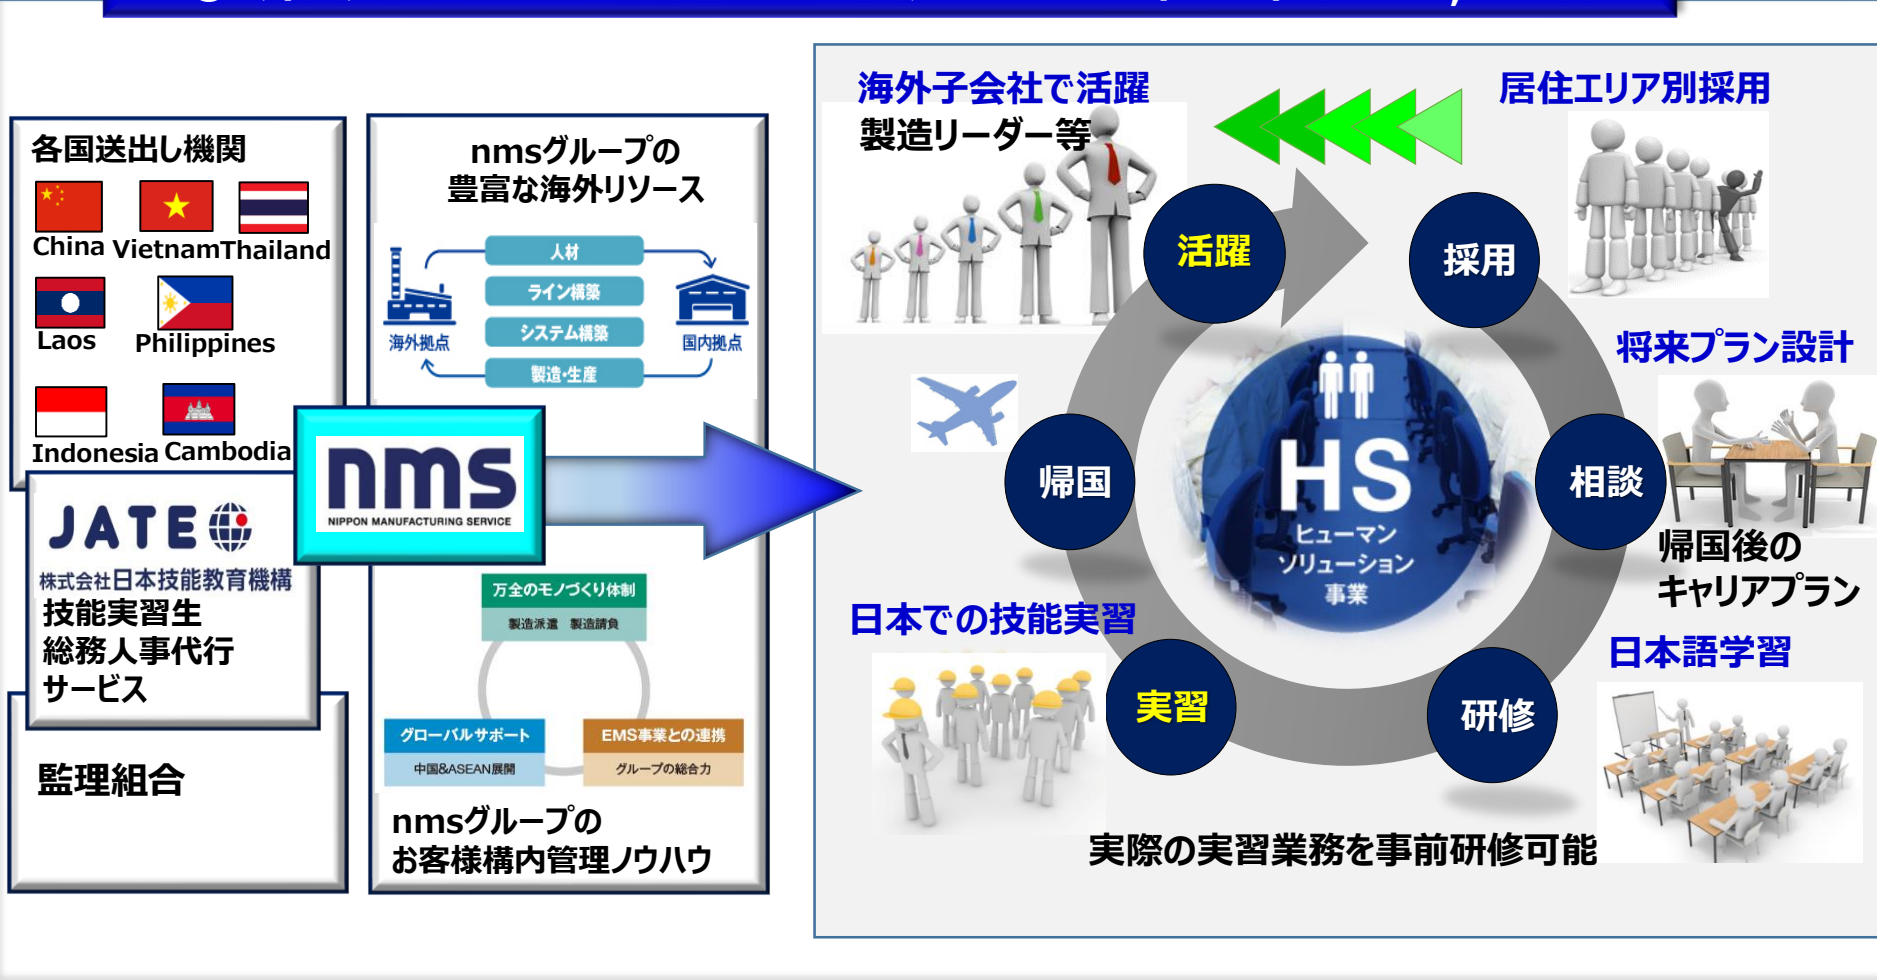 各国送出し機関
China Vietnam Thailand
Laos Philippines
Indonesia Cambodia
JATE
株式会社日本技能教育機構
技能実習生
総務人事代行
サービス
監理組合
nmsグループの
豊富な海外リソース
人材
ライン構築
システム構築
製造・生産
海外拠点
国内拠点
nms
NIPPON MANUFACTURING SERVICE
万全のモノづくり体制
製造派遣 製造請負
グローバルサポート
中国&ASEAN展開
EMS事業との連携
グループの総合力
nmsグループの
お客様構内管理ノウハウ
海外子会社で活躍
製造リーダー等
居住エリア別採用
活躍
採用
将来プラン設計
帰国
相談
HS
ヒューマン
ソリューション
事業
帰国後の
キャリアプラン
日本での技能実習
日本語学習
実習
研修
実際の実習業務を事前研修可能